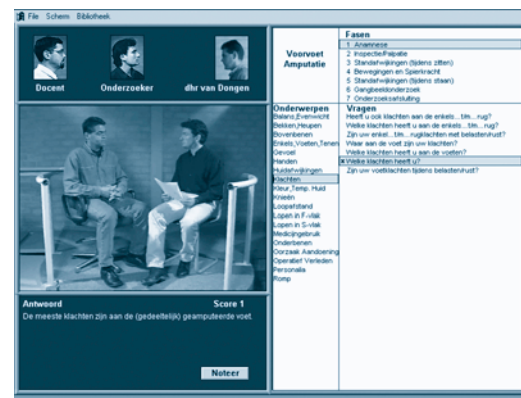 File Scherm Bibliotheek
Docent
Onderzoeker
dhr van Dongen
Voorvoet
Amputatie
Fasen
1 Anamnese
2 Inspectie/Palpatie
3 Standafwijkingen (tijdens zitten)
4 Bewegingen en Spierkracht
5 Standafwijkingen (tijdens staan)
6 Gangbeeldonderzoek
7 Onderzoeksafsluiting
Onderwerpen
Balans,Evenwicht
Bekken,Heupen
Bovenbenen
Enkels,Voeten,Tenen
Gevoel
Handen
Huidafwijkingen
Klachten
Kleur,Temp. Huid
Knieën
Loopafstand
Lopen in F-vlak
Lopen in S-vlak
Medicijngebruik
Onderbenen
Oorzaak Aandoening
Operatief Verleden
Personalia
Romp
Vragen
Heeft u ook klachten aan de enkels...t/m....rug?
Welke klachten heeft u aan de enkels...t/m....rug?
Zijn uw enkel...t/m...rugklachten met belasten/rust?
Waar aan de voet zijn uw klachten?
Welke klachten heeft u aan de voeten?
Welke klachten heeft u?
Zijn uw voetklachten tijdens belasten/rust?
Antwoord Score 1
De meeste klachten zijn aan de (gedeeltelijk) geamputeerde voet.
Noteer